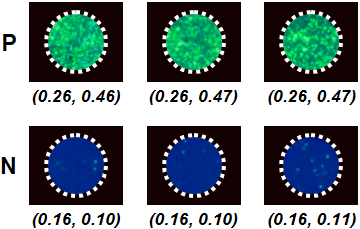 P
(0.26, 0.46) (0.26, 0.47) (0.26, 0.47)
N
(0.16, 0.10) (0.16, 0.10) (0.16, 0.11)